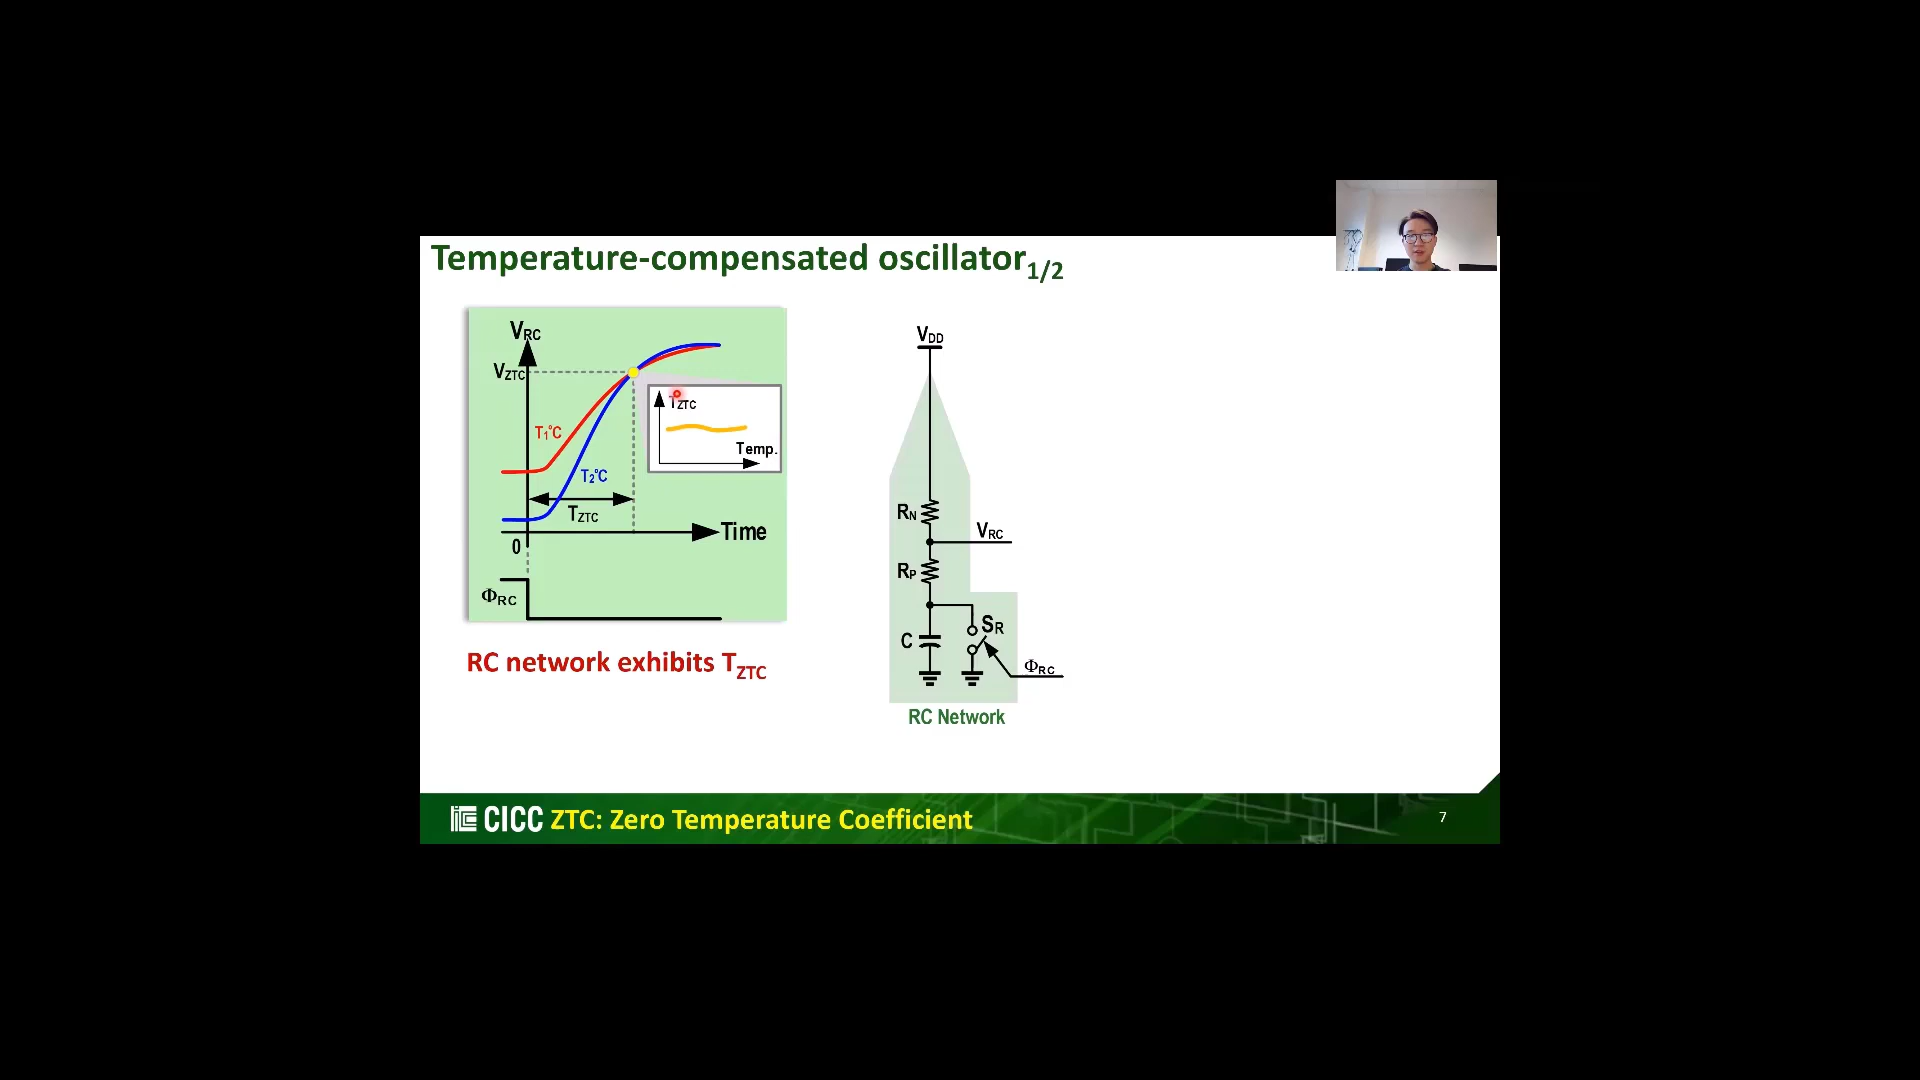 Temperature-compensated oscillator1/2
VRC
VZTC
T1°C
T2°C
TZTC
0
Time
TZTC
Temp.
ΦRC
RC network exhibits TZTC
VDD
RN
VRC
RP
C
SR
ΦRC
RC Network
CICC ZTC: Zero Temperature Coefficient
7